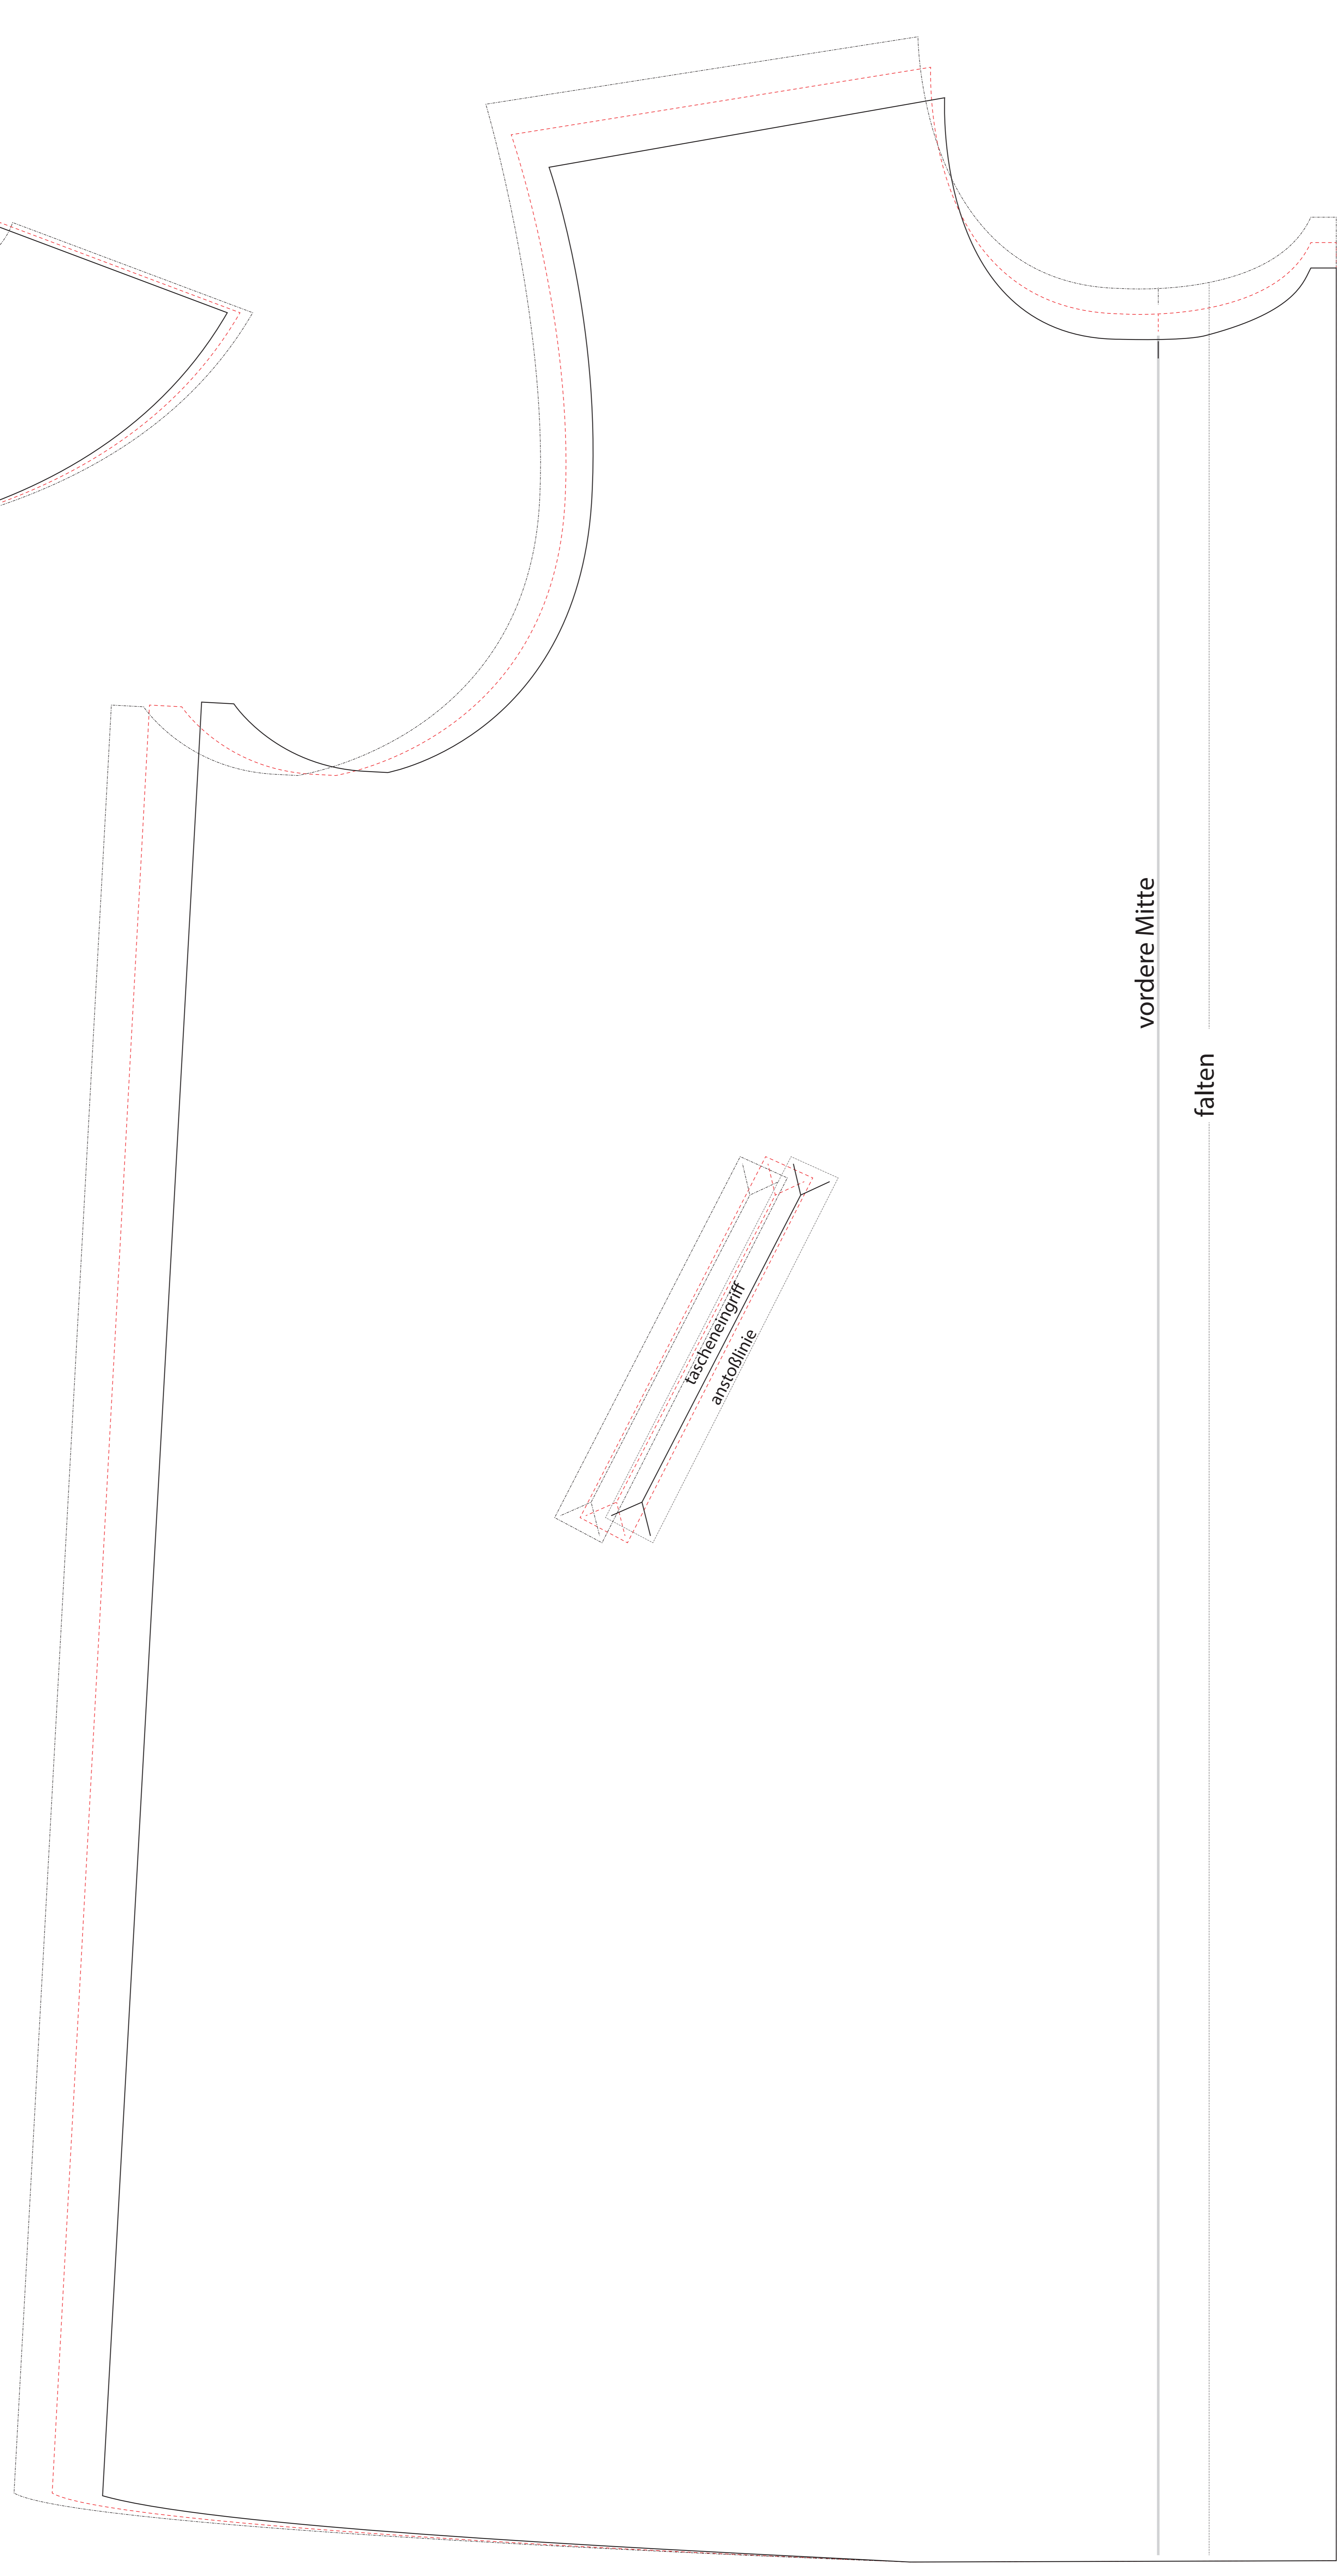 vordere Mitte
falten
tascheneingriff
anstoßlinie